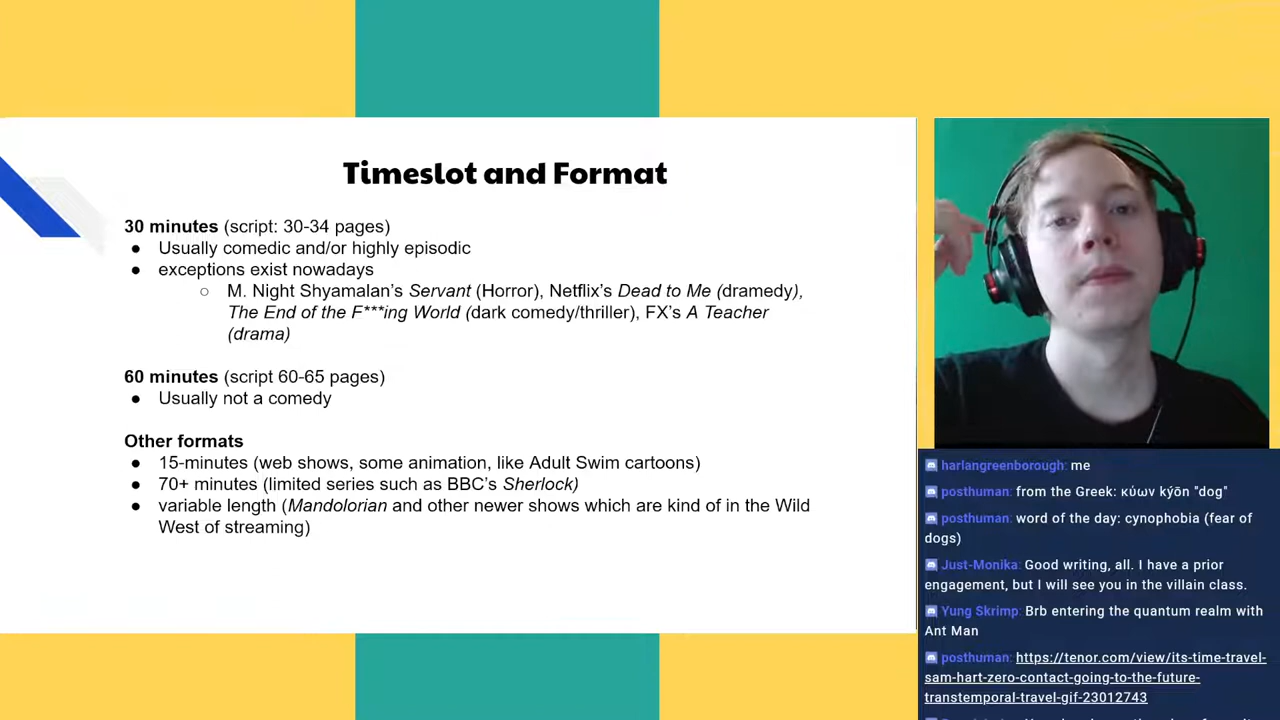 Timeslot and Format
30 minutes (script: 30-34 pages)
● Usually comedic and/or highly episodic
● exceptions exist nowadays
○ M. Night Shyamalan's Servant (Horror), Netflix's Dead to Me (dramedy),
The End of the F***ing World (dark comedy/thriller), FX's A Teacher
(drama)
60 minutes (script 60-65 pages)
● Usually not a comedy
Other formats
● 15-minutes (web shows, some animation, like Adult Swim cartoons)
● 70+ minutes (limited series such as BBC's Sherlock)
● variable length (Mandolorian and other newer shows which are kind of in the Wild
West of streaming)
harlangreenborough: me
posthuman: from the Greek: κύων kýōn "dog"
posthuman: word of the day: cynophobia (fear of
dogs)
Just-Monika: Good writing, all. I have a prior
engagement, but I will see you in the villain class.
Yung Skrimp: Brb entering the quantum realm with
Ant Man
posthuman: https://tenor.com/view/its-time-travel-
sam-hart-zero-contact-going-to-the-future-
transtemporal-travel-gif-23012743